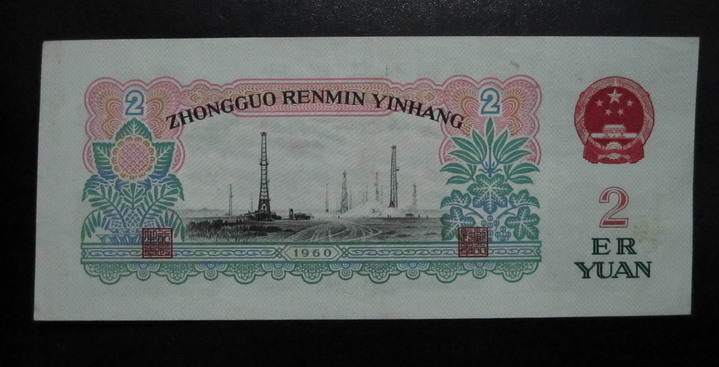 2 2
ZHONGGUO RENMIN YINHANG
1960
2
ER
YUAN